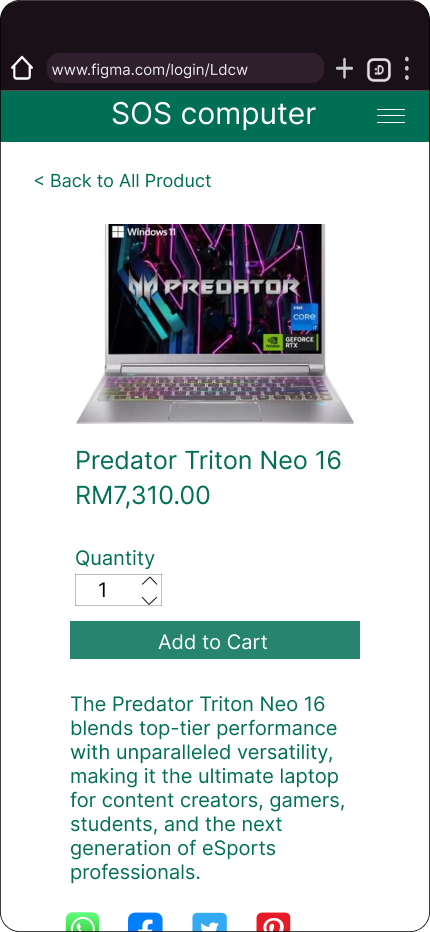 www.figma.com/login/Ldcw
:D
SOS computer
< Back to All Product
Windows 11
PREDATOR
intel
CORE
i7
NVIDIA
GEFORCE
RTX
Predator Triton Neo 16
RM7,310.00
Quantity
1
Add to Cart
The Predator Triton Neo 16
blends top-tier performance
with unparalleled versatility,
making it the ultimate laptop
for content creators, gamers,
students, and the next
generation of eSports
professionals.